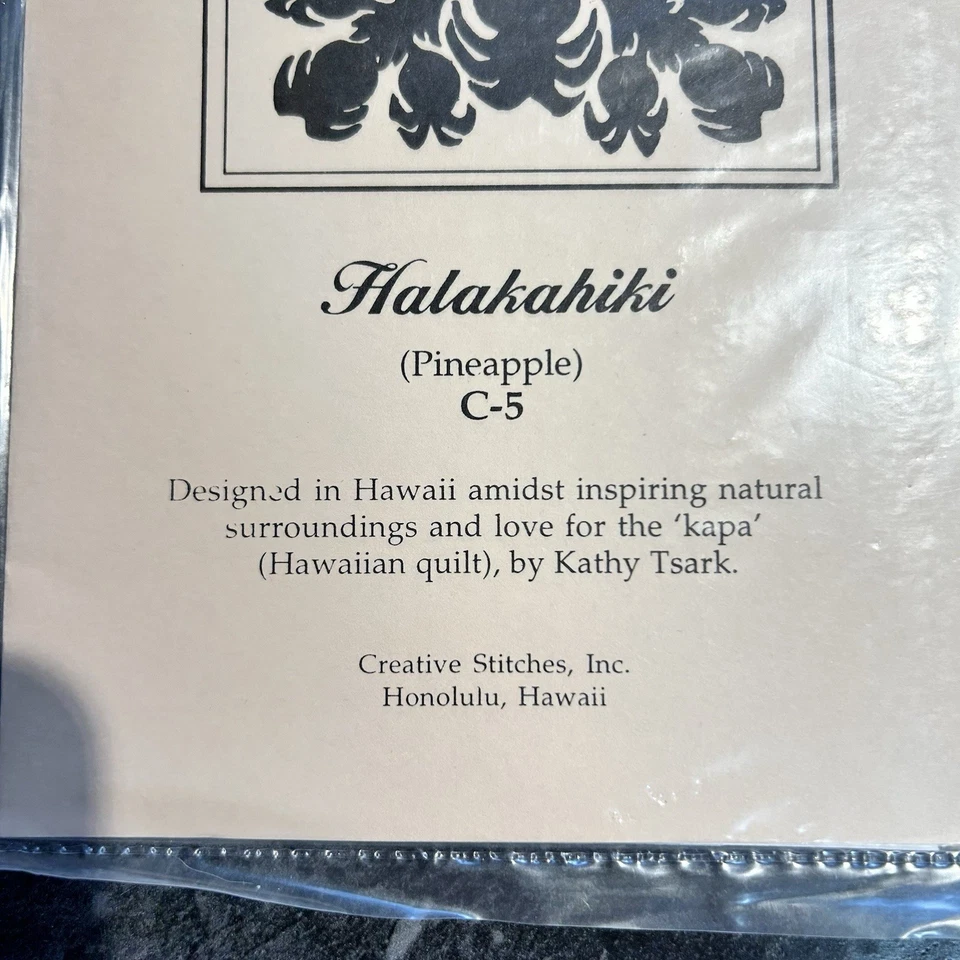 Halakahiki
(Pineapple)
C-5
Designed in Hawaii amidst inspiring natural
surroundings and love for the ‘kapa’
(Hawaiian quilt), by Kathy Tsark.
Creative Stitches, Inc.
Honolulu, Hawaii